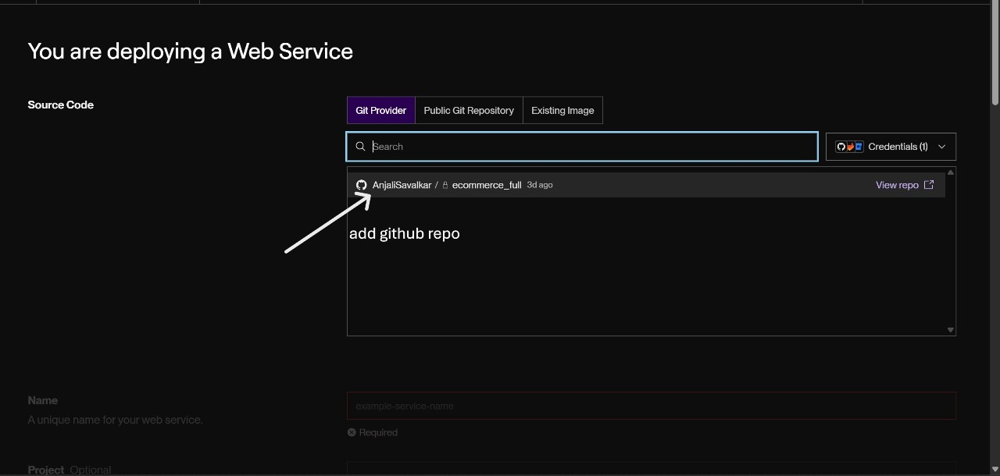 You are deploying a Web Service
Source Code
Git Provider Public Git Repository Existing Image
Search
Credentials (1)
AnjaliSavalkar / ecommerce_full 3d ago View repo
add github repo
Name
example-service-name
A unique name for your web service.
Required
Project Optional